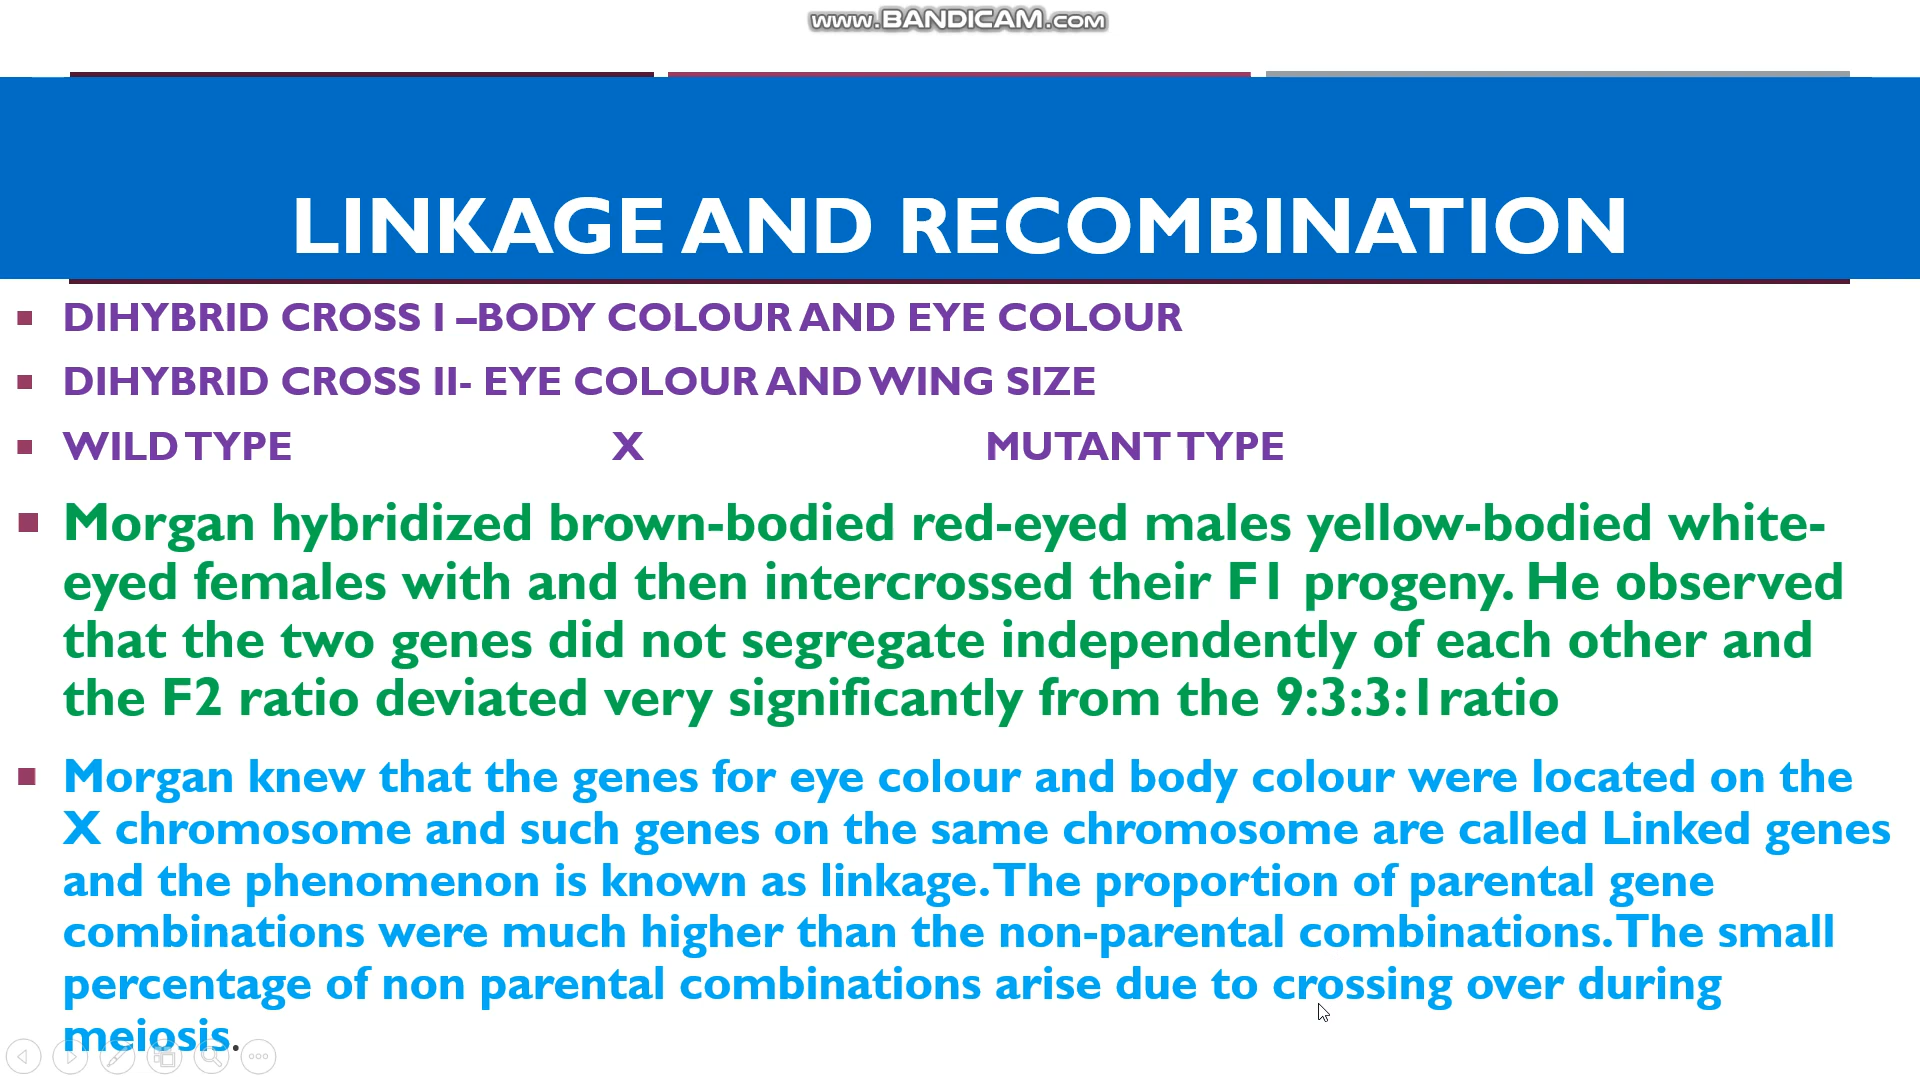 www.BANDICAM.com
LINKAGE AND RECOMBINATION
DIHYBRID CROSS I –BODY COLOUR AND EYE COLOUR
DIHYBRID CROSS II- EYE COLOUR AND WING SIZE
WILD TYPE X MUTANT TYPE
Morgan hybridized brown-bodied red-eyed males yellow-bodied white-
eyed females with and then intercrossed their F1 progeny. He observed
that the two genes did not segregate independently of each other and
the F2 ratio deviated very significantly from the 9:3:3:1ratio
Morgan knew that the genes for eye colour and body colour were located on the
X chromosome and such genes on the same chromosome are called Linked genes
and the phenomenon is known as linkage. The proportion of parental gene
combinations were much higher than the non-parental combinations. The small
percentage of non parental combinations arise due to crossing over during
meiosis.